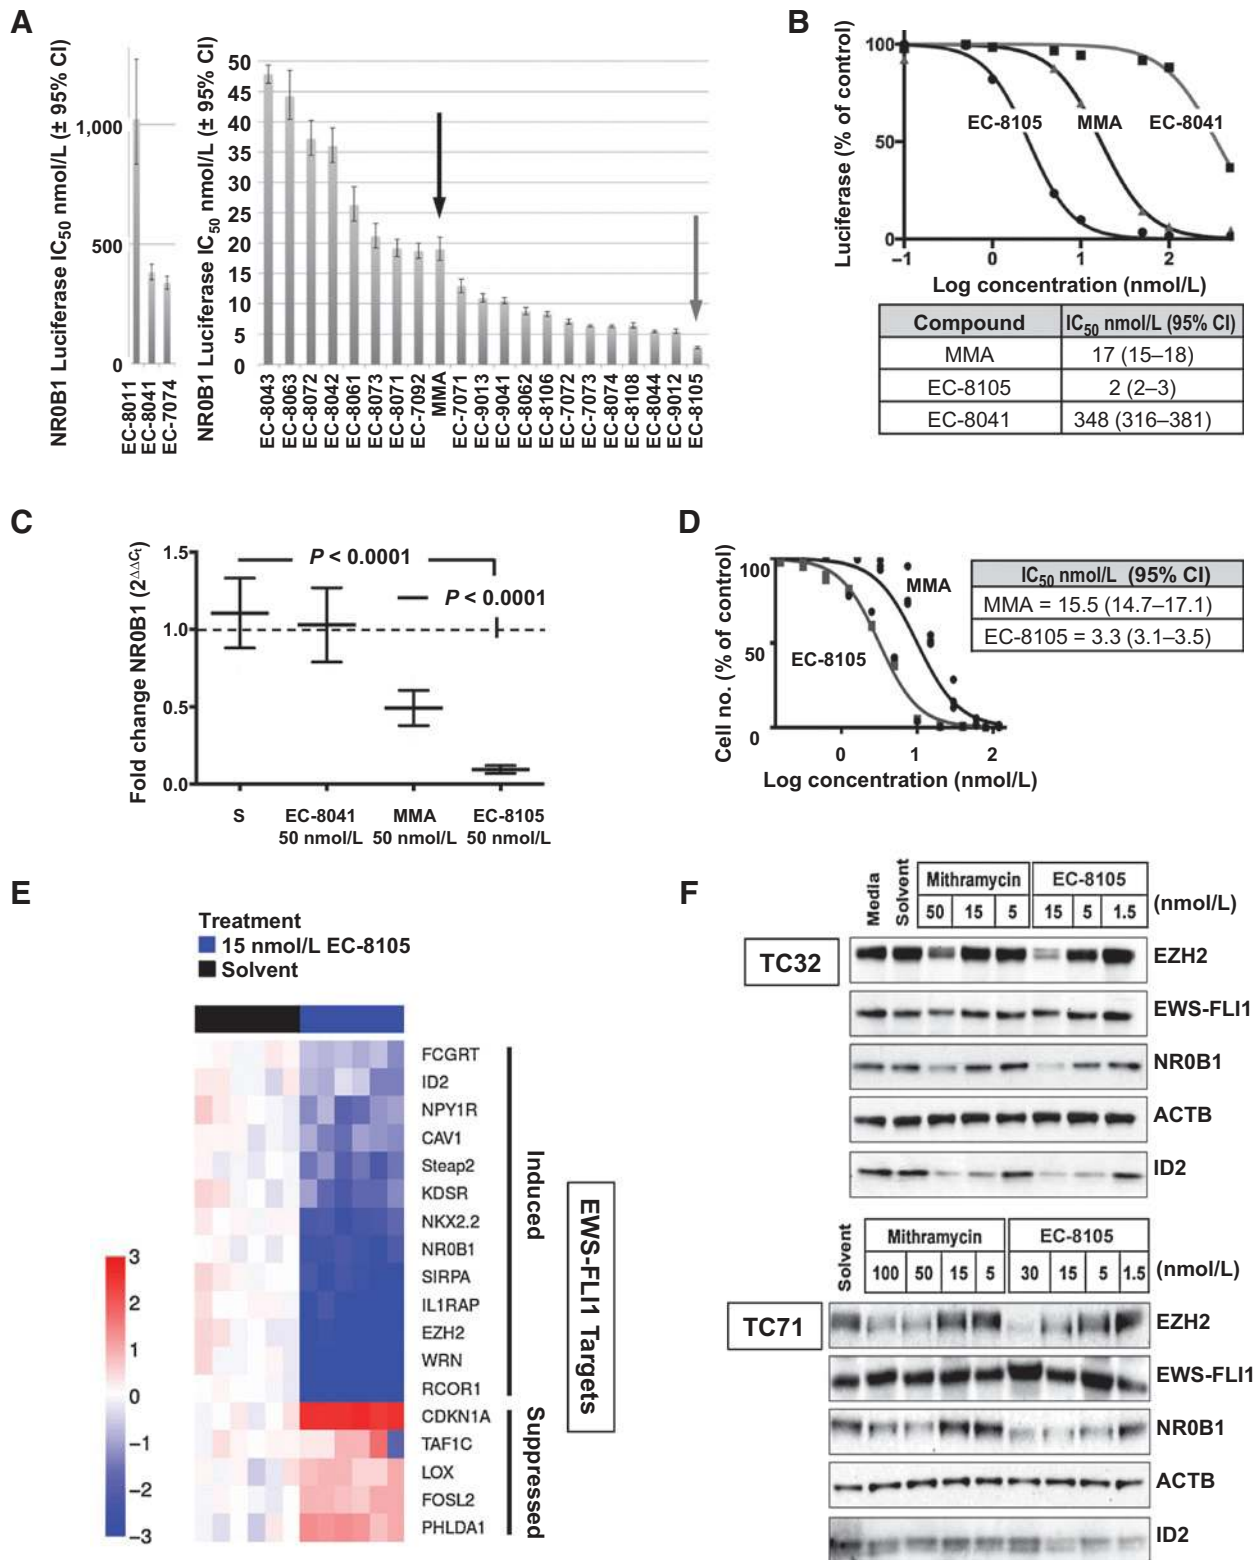 A
NR0B1 Luciferase IC50 nmol/L (± 95% CI)
1,000
500
0
EC-8011
EC-8041
EC-7074
NR0B1 Luciferase IC50 nmol/L (± 95% CI)
50
45
40
35
30
25
20
15
10
5
0
EC-8043
EC-8063
EC-8072
EC-8042
EC-8061
EC-8073
EC-8071
EC-7092
MMA
EC-7071
EC-9013
EC-9041
EC-8062
EC-8106
EC-7072
EC-7073
EC-8074
EC-8108
EC-8044
EC-9012
EC-8105
B
Luciferase (% of control)
100
50
0
EC-8105 MMA EC-8041
−1 0 1 2
Log concentration (nmol/L)
Compound IC50 nmol/L (95% CI)
MMA 17 (15–18)
EC-8105 2 (2–3)
EC-8041 348 (316–381)
C
Fold change NR0B1 (2ΔΔCt)
1.5
1.0
0.5
0.0
P < 0.0001
P < 0.0001
S EC-8041 MMA EC-8105
50 nmol/L 50 nmol/L 50 nmol/L
D
Cell no. (% of control)
100
50
0
MMA
EC-8105
0 1 2
Log concentration (nmol/L)
IC50 nmol/L (95% CI)
MMA = 15.5 (14.7–17.1)
EC-8105 = 3.3 (3.1–3.5)
E
Treatment
15 nmol/L EC-8105
Solvent
3
2
1
0
−1
−2
−3
FCGRT
ID2
NPY1R
CAV1
Steap2
KDSR
NKX2.2
NR0B1
SIRPA
IL1RAP
EZH2
WRN
RCOR1
CDKN1A
TAF1C
LOX
FOSL2
PHLDA1
Induced
Suppressed
EWS-FLI1 Targets
F
Media
Solvent
Mithramycin EC-8105
50 15 5 15 5 1.5 (nmol/L)
TC32
EZH2
EWS-FLI1
NR0B1
ACTB
ID2
Solvent
Mithramycin EC-8105
100 50 15 5 30 15 5 1.5 (nmol/L)
TC71
EZH2
EWS-FLI1
NR0B1
ACTB
ID2